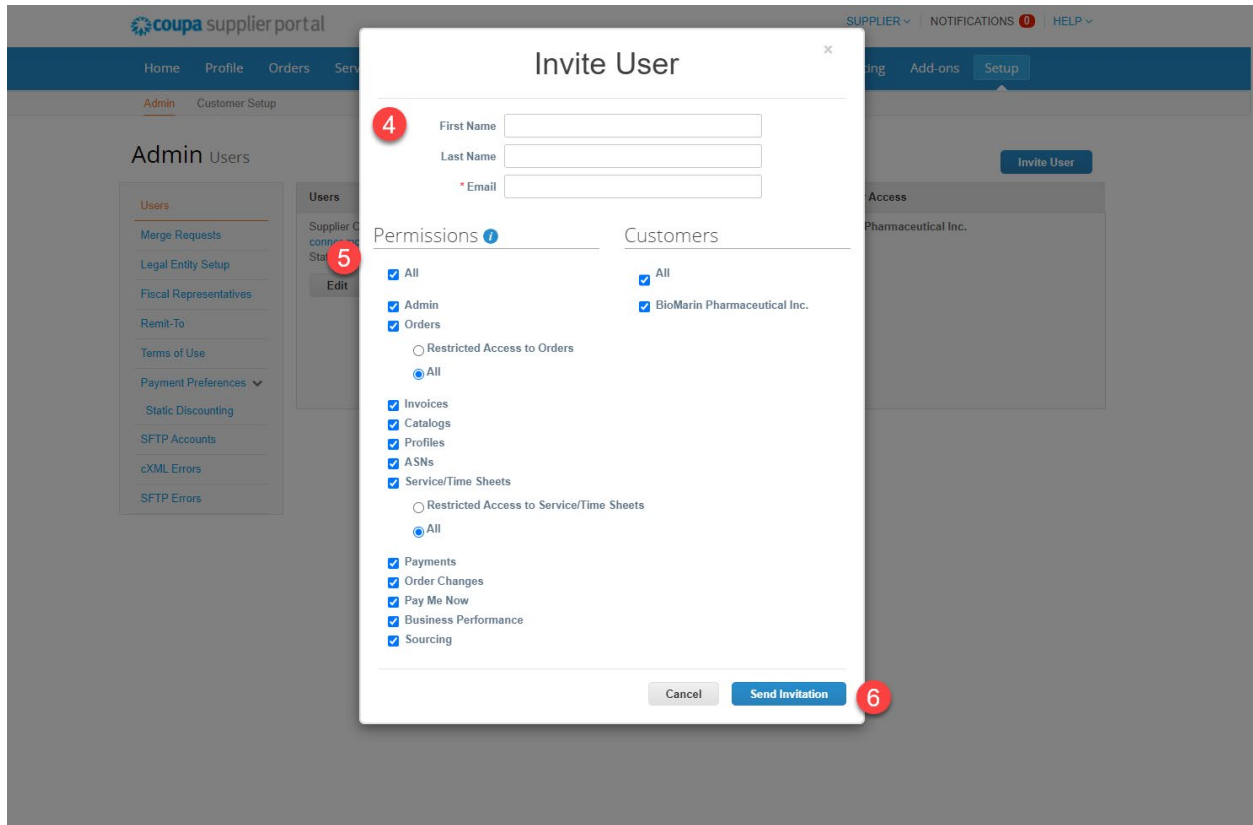 coupa supplier portal
SUPPLIER NOTIFICATIONS 0 HELP
Home Profile Orders Add-ons Setup
Admin Customer Setup
Admin Users
Invite User
Users
Merge Requests
Legal Entity Setup
Fiscal Representatives
Remit-To
Terms of Use
Payment Preferences
Static Discounting
SFTP Accounts
cXML Errors
SFTP Errors
Users
Supplier
Edit
Access
Pharmaceutical Inc.
Invite User
×
4
First Name
Last Name
* Email
5
Permissions i
All
Admin
Orders
Restricted Access to Orders
All
Invoices
Catalogs
Profiles
ASNs
Service/Time Sheets
Restricted Access to Service/Time Sheets
All
Payments
Order Changes
Pay Me Now
Business Performance
Sourcing
Customers
All
BioMarin Pharmaceutical Inc.
Cancel Send Invitation
6